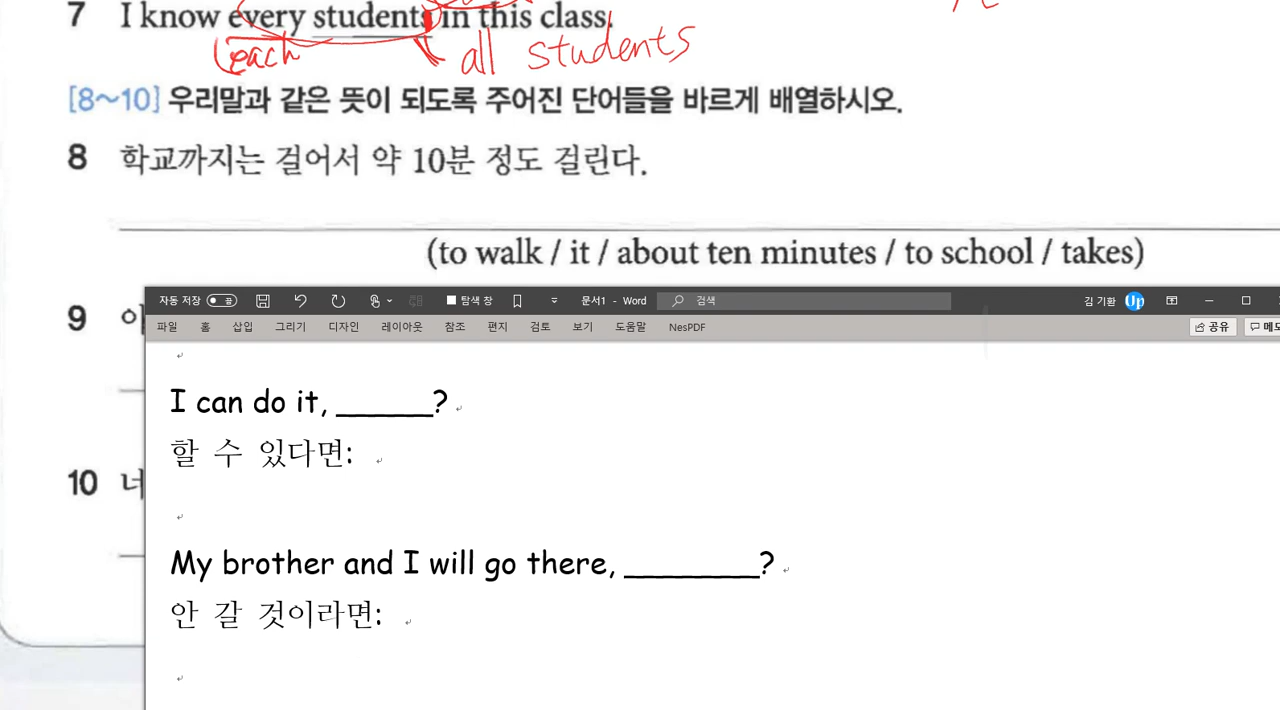 7 I know every students in this class.
each all students
[8~10] 우리말과 같은 뜻이 되도록 주어진 단어들을 바르게 배열하시오.
8 학교까지는 걸어서 약 10분 정도 걸린다.
(to walk / it / about ten minutes / to school / takes)
9
자동 저장 끔 탐색 창 문서1 - Word 검색 김 기환 Up
파일 홈 삽입 그리기 디자인 레이아웃 참조 편지 검토 보기 도움말 NesPDF 공유
I can do it, ______?
할 수 있다면:
10 너
My brother and I will go there, ________?
안 갈 것이라면: